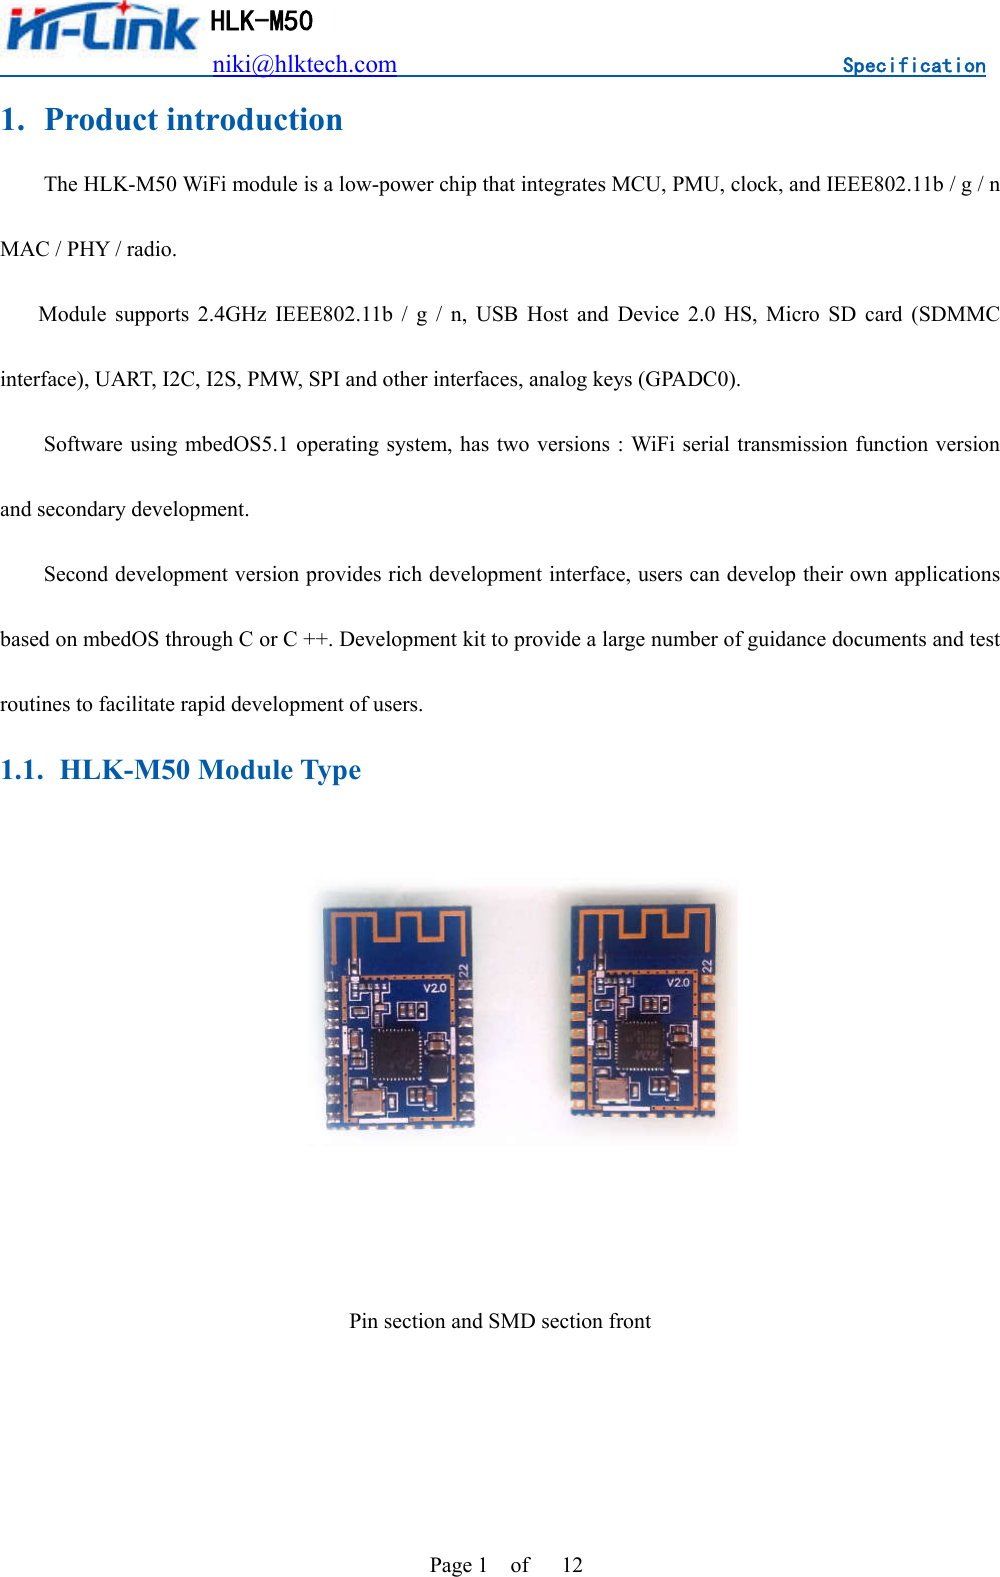 Hi-Link HLK-M50
niki@hlktech.com Specification
1. Product introduction
The HLK-M50 WiFi module is a low-power chip that integrates MCU, PMU, clock, and IEEE802.11b / g / n
MAC / PHY / radio.
Module supports 2.4GHz IEEE802.11b / g / n, USB Host and Device 2.0 HS, Micro SD card (SDMMC
interface), UART, I2C, I2S, PMW, SPI and other interfaces, analog keys (GPADC0).
Software using mbedOS5.1 operating system, has two versions : WiFi serial transmission function version
and secondary development.
Second development version provides rich development interface, users can develop their own applications
based on mbedOS through C or C ++. Development kit to provide a large number of guidance documents and test
routines to facilitate rapid development of users.
1.1. HLK-M50 Module Type
1 22 1 22
V2.0 V2.0
Pin section and SMD section front
Page 1 of 12